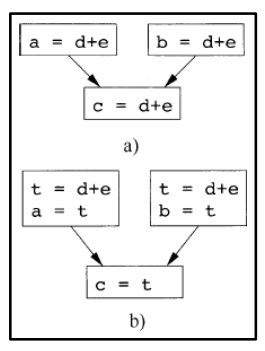 a = d+e
b = d+e
c = d+e
a)
t = d+e
a = t
t = d+e
b = t
c = t
b)